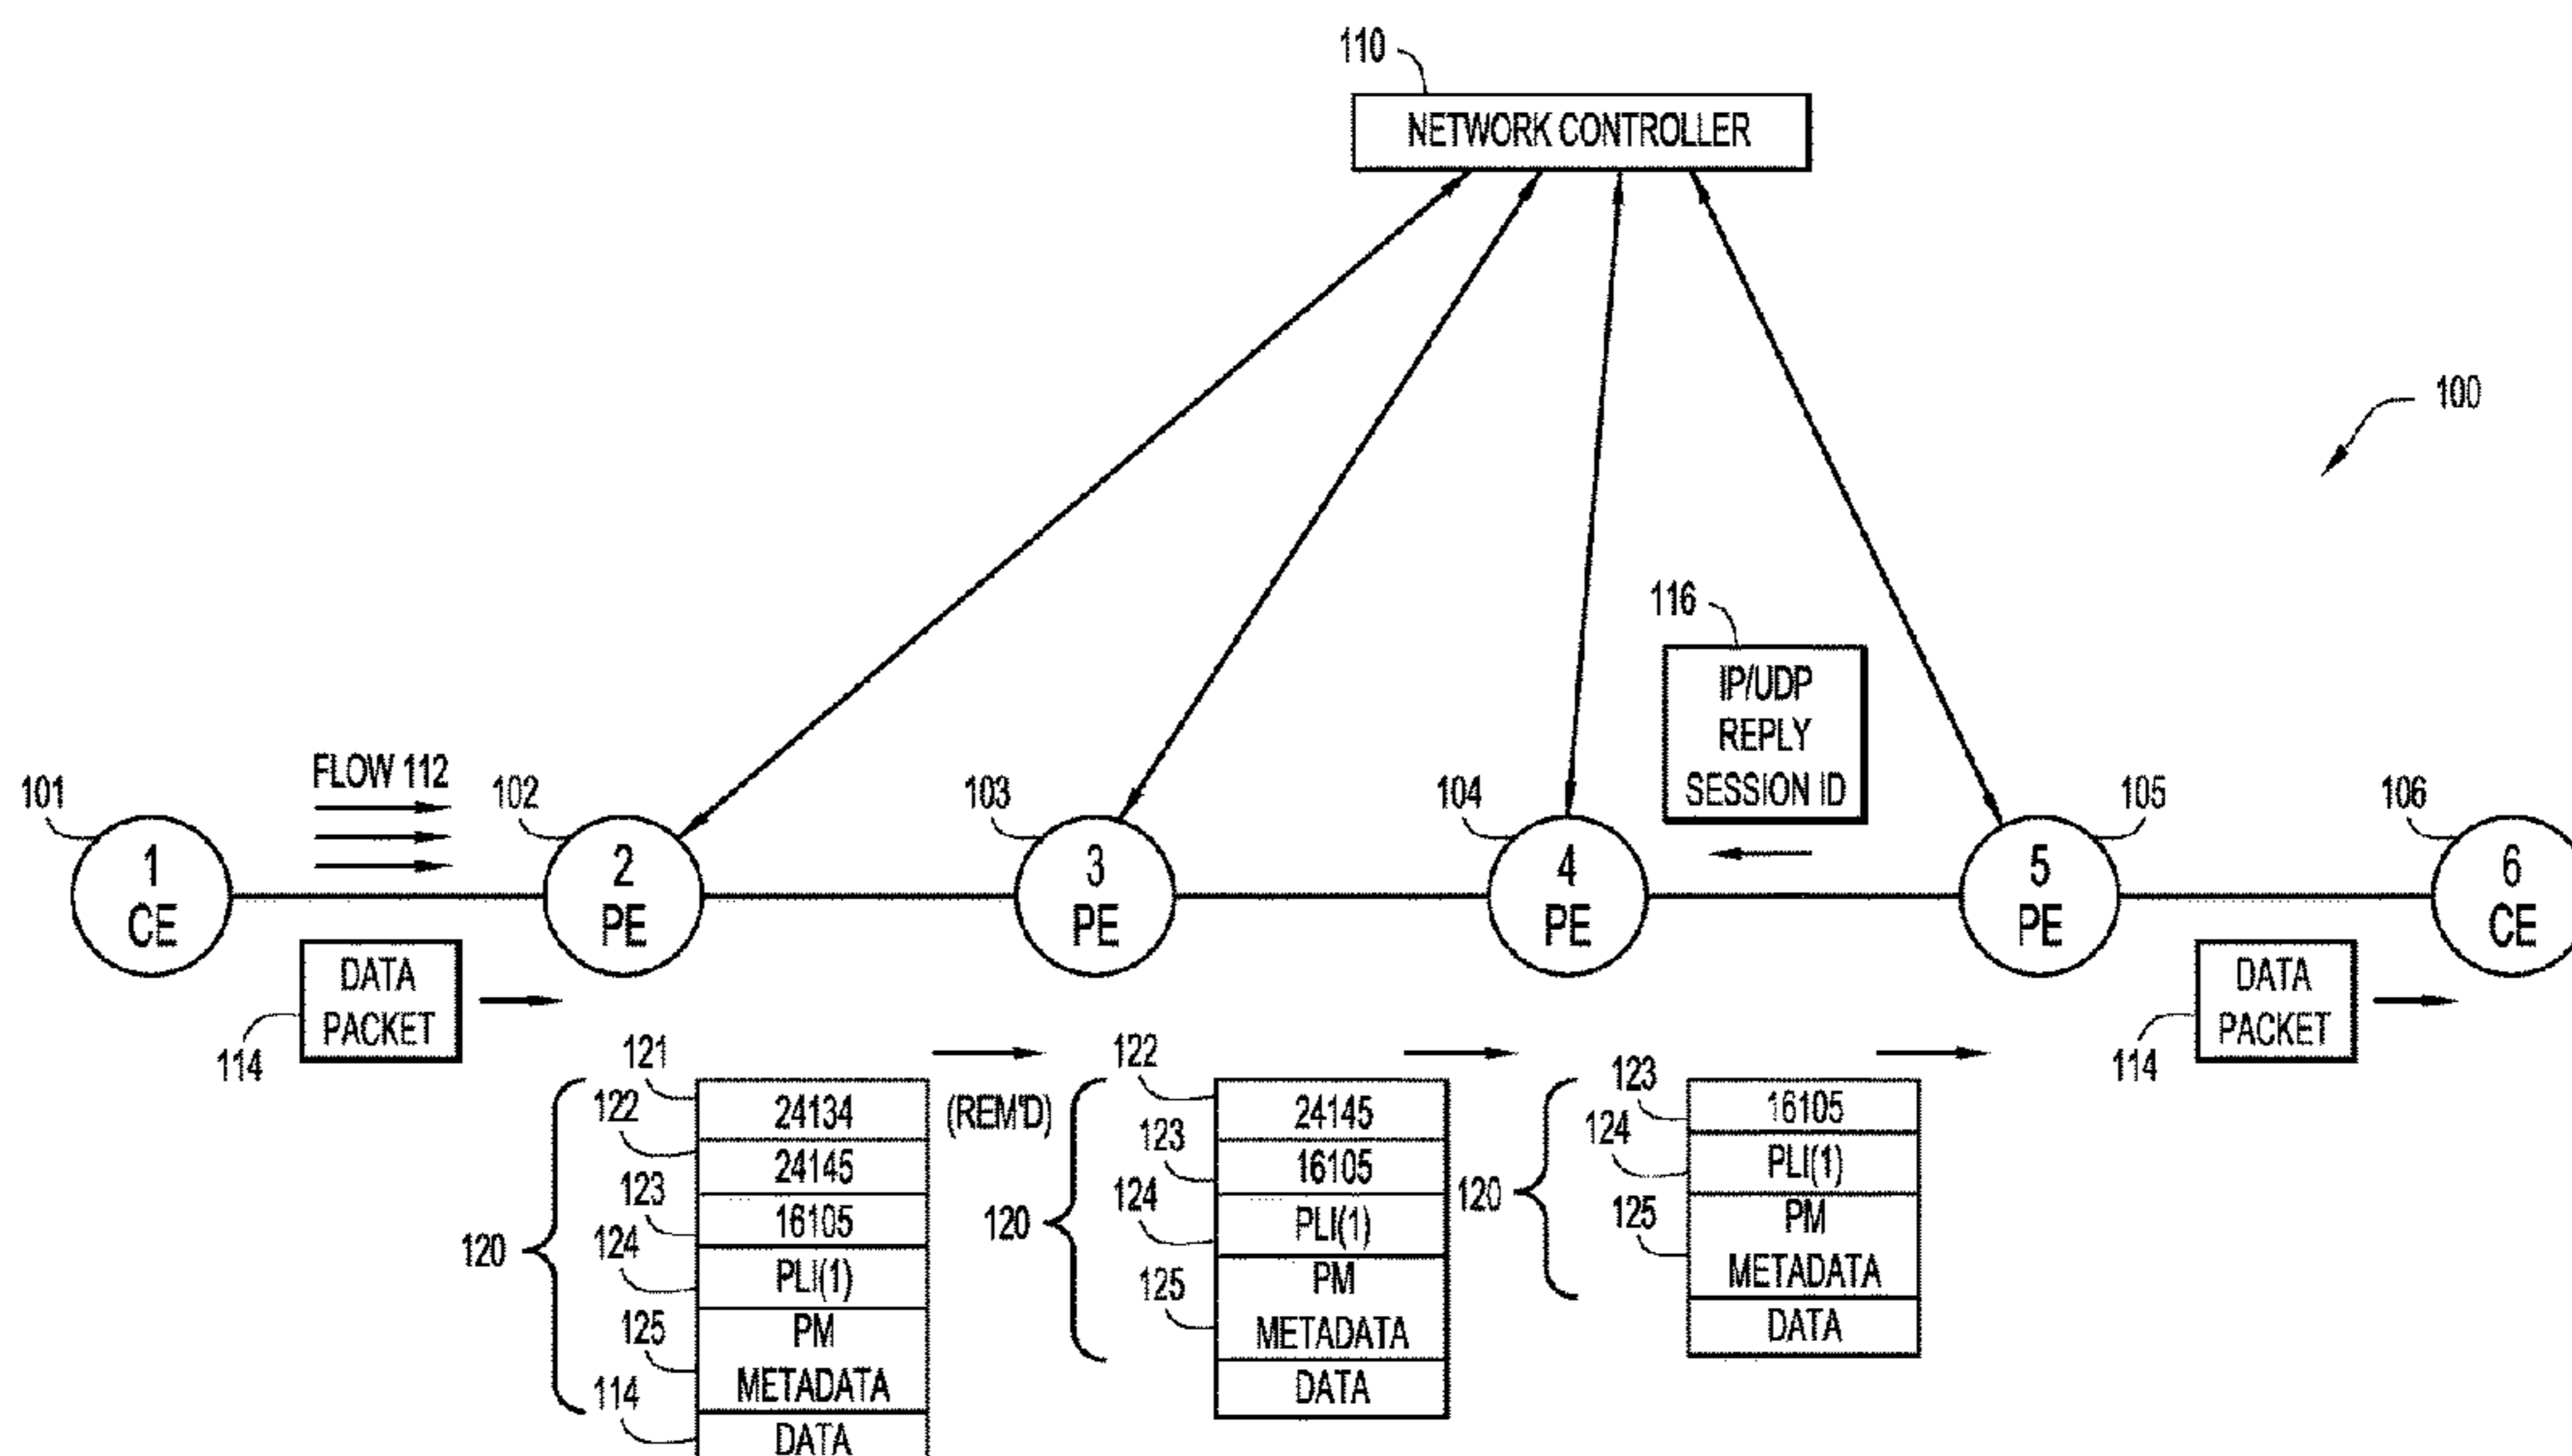 110
NETWORK CONTROLLER
100
116
IP/UDP
REPLY
SESSION ID
FLOW 112
101
102
103
104
105
106
1
CE
2
PE
3
PE
4
PE
5
PE
6
CE
DATA
PACKET
114
DATA
PACKET
114
121
122
123
124
125
114
120
24134
24145
16105
PLI(1)
PM
METADATA
DATA
(REM'D)
122
123
124
125
120
24145
16105
PLI(1)
PM
METADATA
DATA
123
124
125
120
16105
PLI(1)
PM
METADATA
DATA